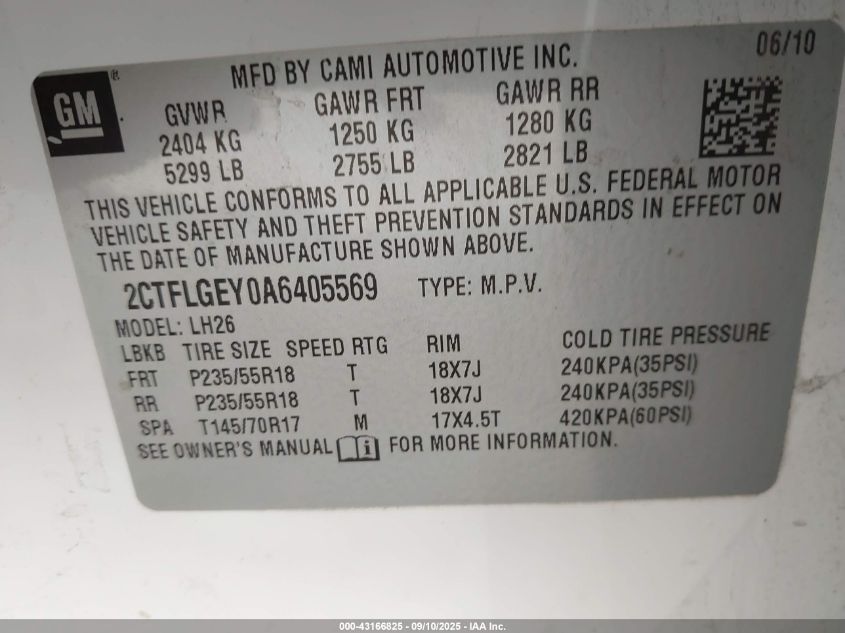 06/10
GM ®
MFD BY CAMI AUTOMOTIVE INC.
GVWR GAWR FRT GAWR RR
2404 KG 1250 KG 1280 KG
5299 LB 2755 LB 2821 LB
THIS VEHICLE CONFORMS TO ALL APPLICABLE U.S. FEDERAL MOTOR
VEHICLE SAFETY AND THEFT PREVENTION STANDARDS IN EFFECT ON
THE DATE OF MANUFACTURE SHOWN ABOVE.
2CTFLGEY0A6405569 TYPE: M.P.V.
MODEL: LH26
LBKB TIRE SIZE SPEED RTG RIM COLD TIRE PRESSURE
FRT P235/55R18 T 18X7J 240KPA(35PSI)
RR P235/55R18 T 18X7J 240KPA(35PSI)
SPA T145/70R17 M 17X4.5T 420KPA(60PSI)
SEE OWNER'S MANUAL i FOR MORE INFORMATION.
000-43166825 - 09/10/2025 - IAA Inc.